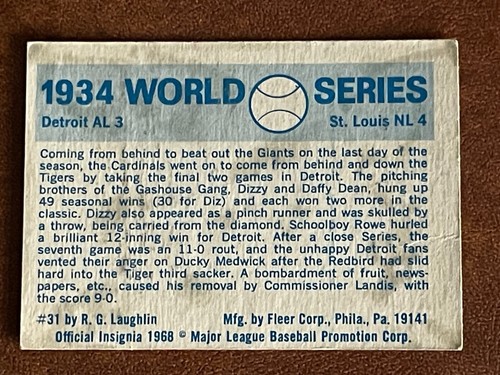 1934 WORLD SERIES
Detroit AL 3 St. Louis NL 4
Coming from behind to beat out the Giants on the last day of the
season, the Cardinals went on to come from behind and down the
Tigers by taking the final two games in Detroit. The pitching
brothers of the Gashouse Gang, Dizzy and Daffy Dean, hung up
49 seasonal wins (30 for Diz) and each won two more in the
classic. Dizzy also appeared as a pinch runner and was skulled by
a throw, being carried from the diamond. Schoolboy Rowe hurled
a brilliant 12-inning win for Detroit. After a close Series, the
seventh game was an 11-0 rout, and the unhappy Detroit fans
vented their anger on Ducky Medwick after the Redbird had slid
hard into the Tiger third sacker. A bombardment of fruit, news-
papers, etc., caused his removal by Commissioner Landis, with
the score 9-0.
#31 by R. G. Laughlin Mfg. by Fleer Corp., Phila., Pa. 19141
Official Insignia 1968 © Major League Baseball Promotion Corp.